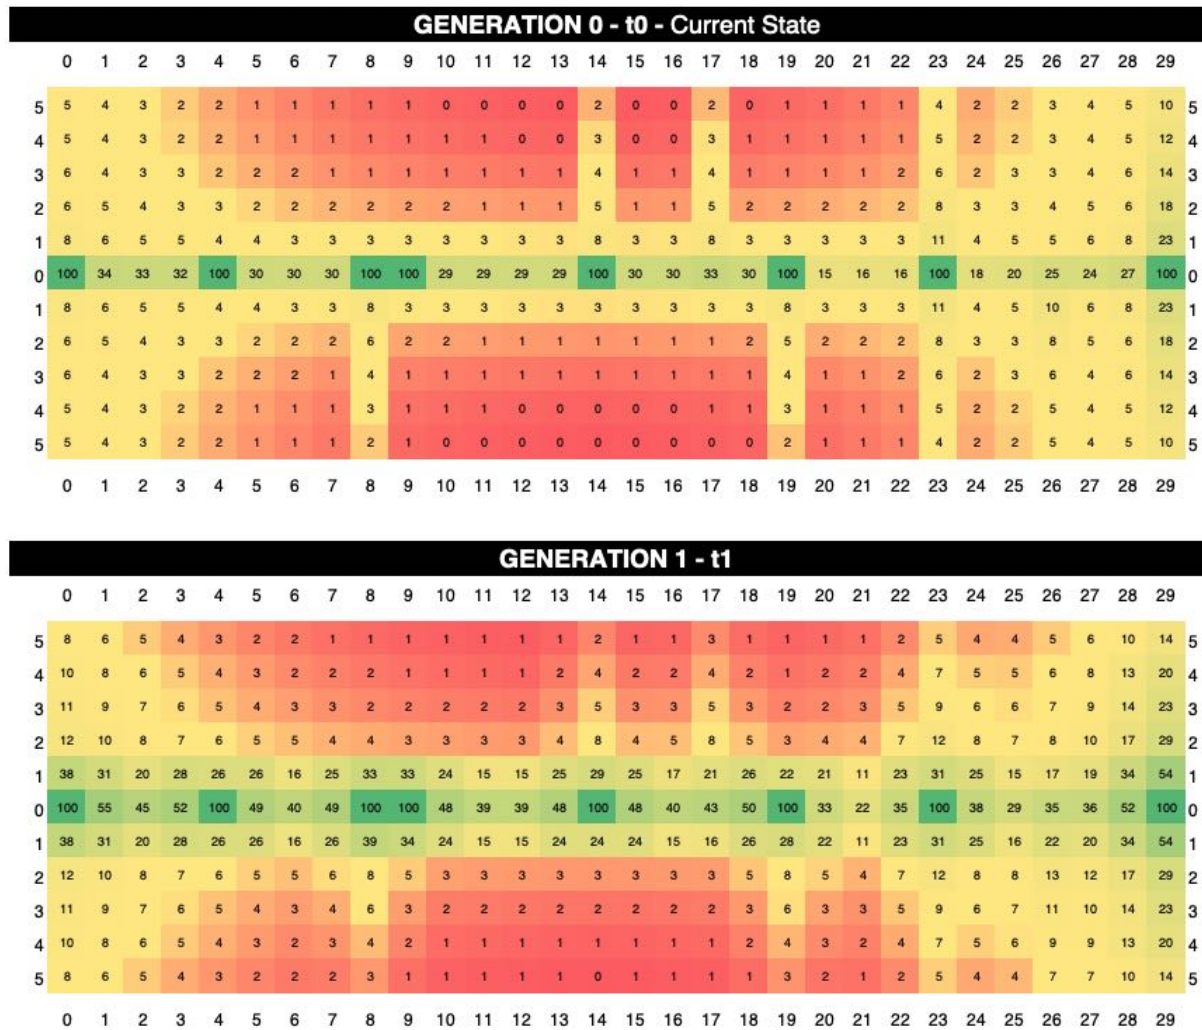 GENERATION 0 - t0 - Current State
0 1 2 3 4 5 6 7 8 9 10 11 12 13 14 15 16 17 18 19 20 21 22 23 24 25 26 27 28 29
5 5 4 3 2 2 1 1 1 1 1 0 0 0 0 2 0 0 2 0 1 1 1 1 4 2 2 3 4 5 10 5
4 5 4 3 2 2 1 1 1 1 1 1 1 0 0 3 0 0 3 1 1 1 1 1 5 2 2 3 4 5 12 4
3 6 4 3 3 2 2 2 1 1 1 1 1 1 1 4 1 1 4 1 1 1 1 2 6 2 3 3 4 6 14 3
2 6 5 4 3 3 2 2 2 2 2 2 1 1 1 5 1 1 5 2 2 2 2 2 8 3 3 4 5 6 18 2
1 8 6 5 5 4 4 3 3 3 3 3 3 3 3 8 3 3 8 3 3 3 3 3 11 4 5 5 6 8 23 1
0 100 34 33 32 100 30 30 30 100 100 29 29 29 29 100 30 30 33 30 100 15 16 16 100 18 20 25 24 27 100 0
1 8 6 5 5 4 4 3 3 8 3 3 3 3 3 3 3 3 3 3 8 3 3 3 11 4 5 10 6 8 23 1
2 6 5 4 3 3 2 2 2 6 2 2 1 1 1 1 1 1 1 2 5 2 2 2 8 3 3 8 5 6 18 2
3 6 4 3 3 2 2 2 1 4 1 1 1 1 1 1 1 1 1 1 4 1 1 2 6 2 3 6 4 6 14 3
4 5 4 3 2 2 1 1 1 3 1 1 1 0 0 0 0 0 1 1 3 1 1 1 5 2 2 5 4 5 12 4
5 5 4 3 2 2 1 1 1 2 1 0 0 0 0 0 0 0 0 0 2 1 1 1 4 2 2 5 4 5 10 5
0 1 2 3 4 5 6 7 8 9 10 11 12 13 14 15 16 17 18 19 20 21 22 23 24 25 26 27 28 29
GENERATION 1 - t1
0 1 2 3 4 5 6 7 8 9 10 11 12 13 14 15 16 17 18 19 20 21 22 23 24 25 26 27 28 29
5 8 6 5 4 3 2 2 1 1 1 1 1 1 1 2 1 1 3 1 1 1 1 2 5 4 4 5 6 10 14 5
4 10 8 6 5 4 3 2 2 2 1 1 1 1 2 4 2 2 4 2 1 2 2 4 7 5 5 6 8 13 20 4
3 11 9 7 6 5 4 3 3 2 2 2 2 2 3 5 3 3 5 3 2 2 3 5 9 6 6 7 9 14 23 3
2 12 10 8 7 6 5 5 4 4 3 3 3 3 4 8 4 5 8 5 3 4 4 7 12 8 7 8 10 17 29 2
1 38 31 20 28 26 26 16 25 33 33 24 15 15 25 29 25 17 21 26 22 21 11 23 31 25 15 17 19 34 54 1
0 100 55 45 52 100 49 40 49 100 100 48 39 39 48 100 48 40 43 50 100 33 22 35 100 38 29 35 36 52 100 0
1 38 31 20 28 26 26 16 26 39 34 24 15 15 24 24 24 15 16 26 28 22 11 23 31 25 16 22 20 34 54 1
2 12 10 8 7 6 5 5 6 8 5 3 3 3 3 3 3 3 3 5 8 5 4 7 12 8 8 13 12 17 29 2
3 11 9 7 6 5 4 3 4 6 3 2 2 2 2 2 2 2 2 3 6 3 3 5 9 6 7 11 10 14 23 3
4 10 8 6 5 4 3 2 3 4 2 1 1 1 1 1 1 1 1 2 4 3 2 4 7 5 6 9 9 13 20 4
5 8 6 5 4 3 2 2 2 3 1 1 1 1 1 0 1 1 1 1 3 2 1 2 5 4 4 7 7 10 14 5
0 1 2 3 4 5 6 7 8 9 10 11 12 13 14 15 16 17 18 19 20 21 22 23 24 25 26 27 28 29